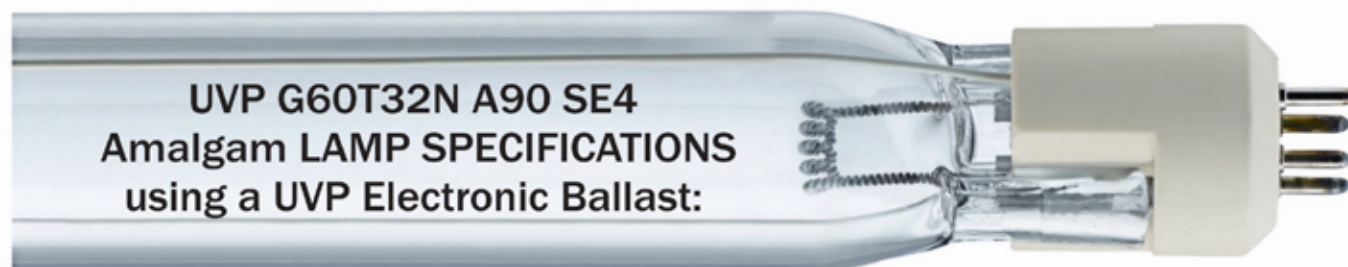 UVP G60T32N A90 SE4
Amalgam LAMP SPECIFICATIONS
using a UVP Electronic Ballast: